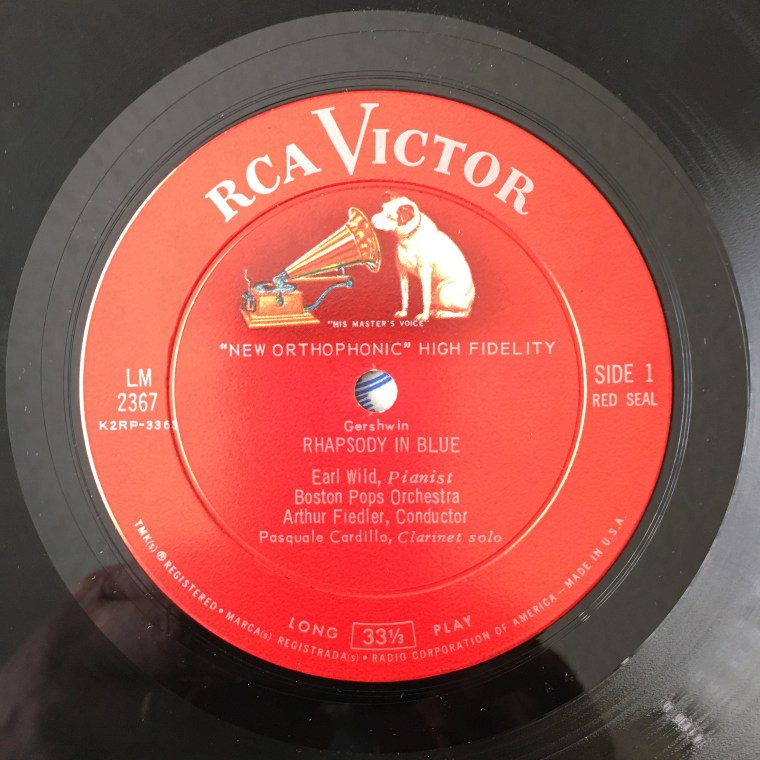 RCA VICTOR
"HIS MASTER'S VOICE"
"NEW ORTHOPHONIC" HIGH FIDELITY
LM
2367
K2RP-3363
SIDE 1
RED SEAL
Gershwin
RHAPSODY IN BLUE
Earl Wild, Pianist
Boston Pops Orchestra
Arthur Fiedler, Conductor
Pasquale Cardillo, Clarinet solo
LONG 33⅓ PLAY
TMK(s) ® REGISTERED • MARCA(s) REGISTRADA(s) • RADIO CORPORATION OF AMERICA—MADE IN U.S.A.